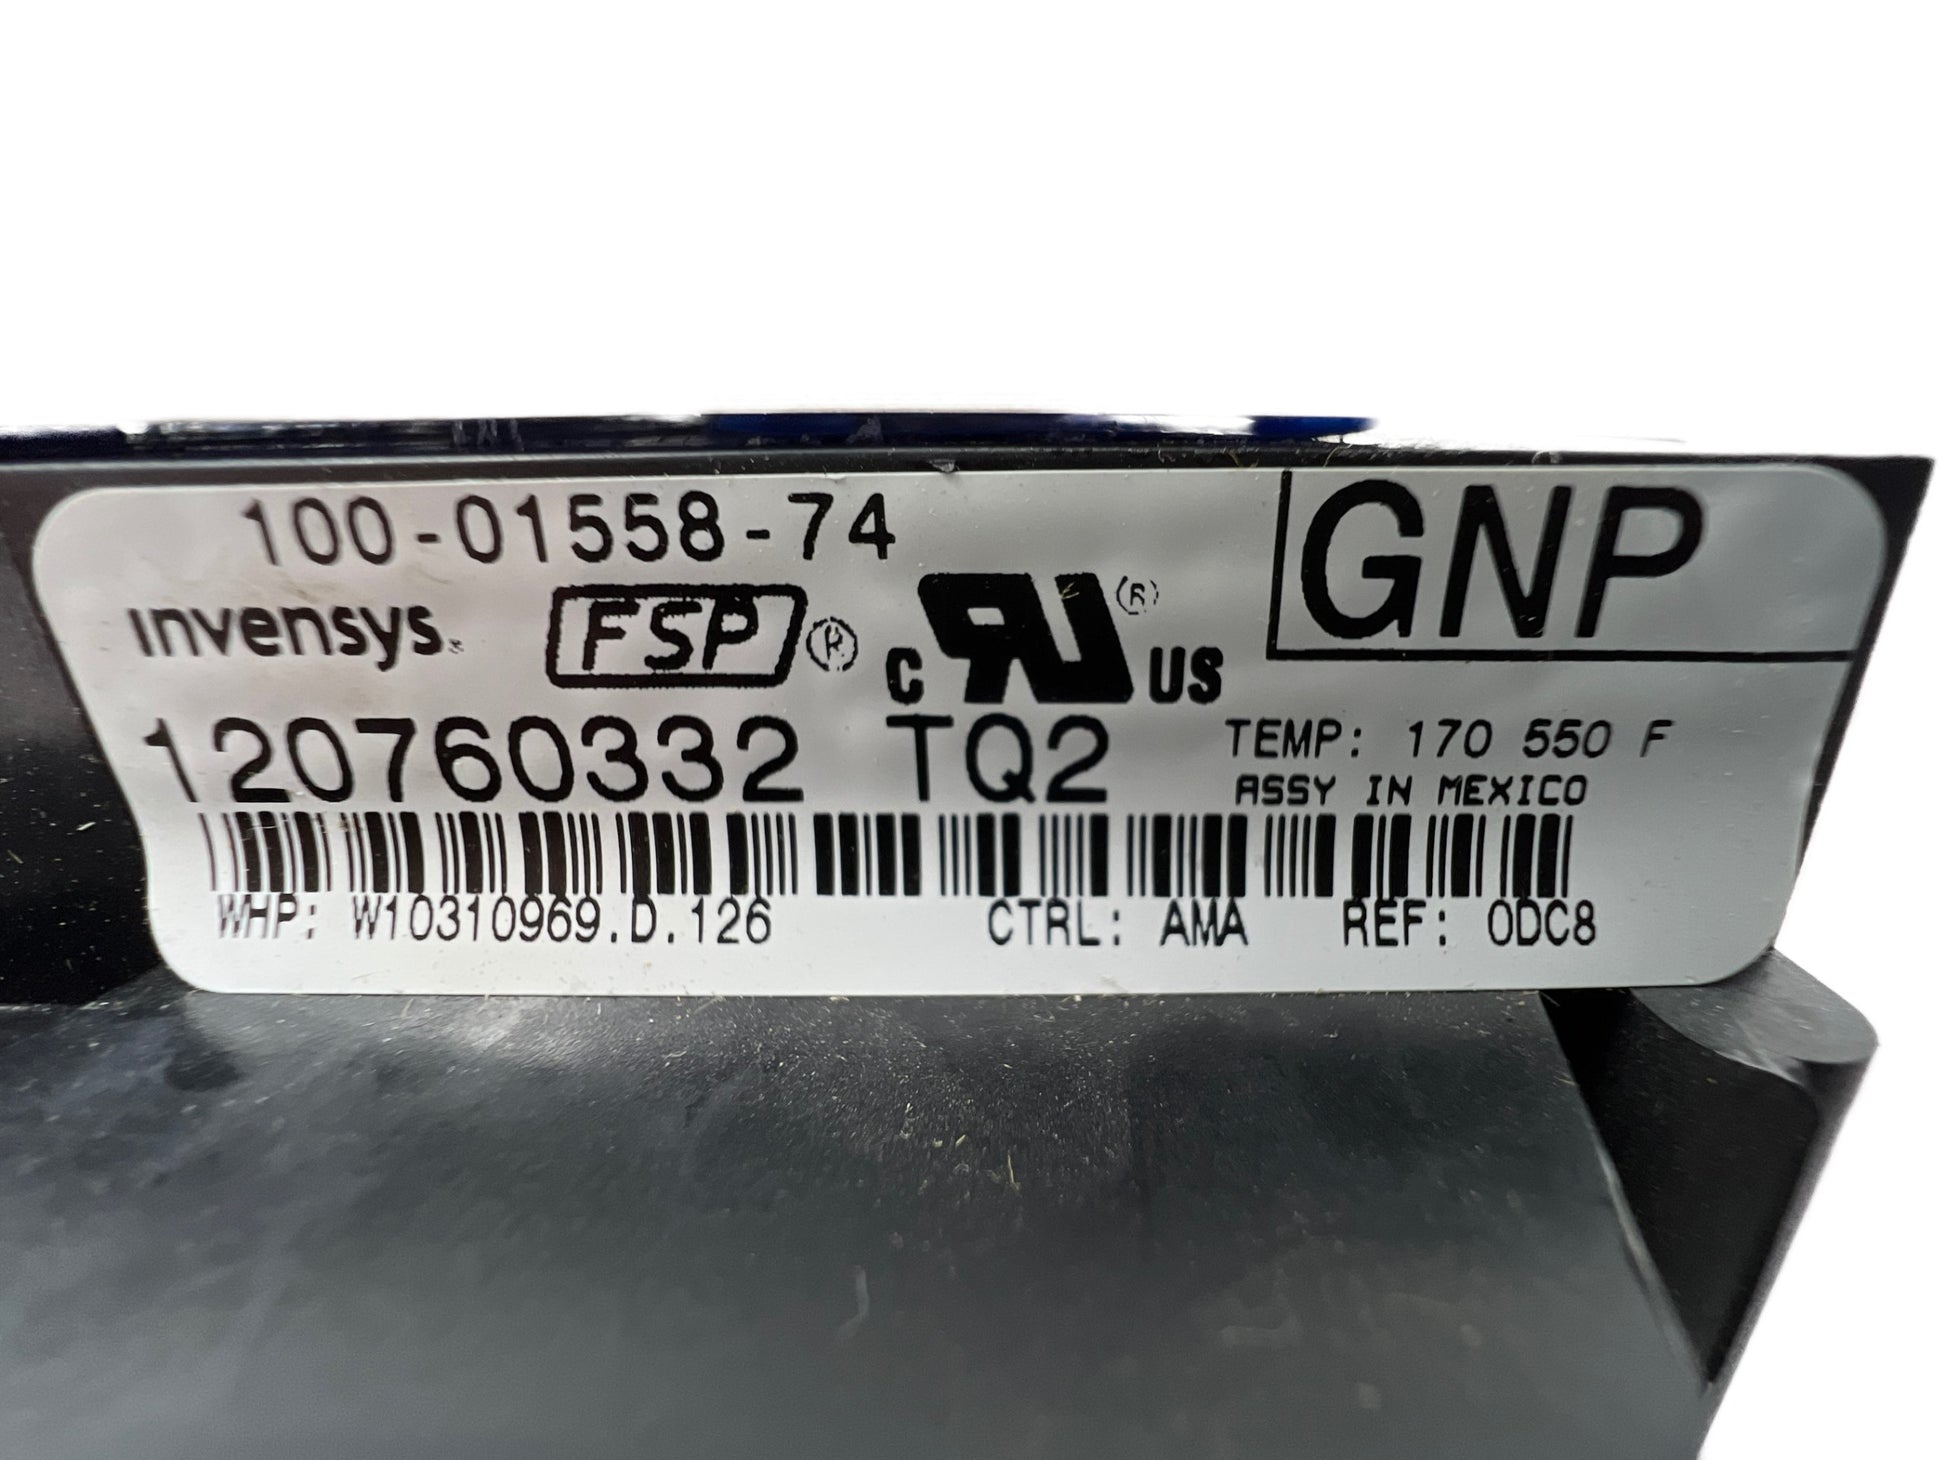 100-01558-74
GNP
invensys. FSP ® c RU ® US
120760332 TQ2
TEMP: 170 550 F
ASSY IN MEXICO
WHP: W10310969.D.126 CTRL: AMA REF: 0DC8